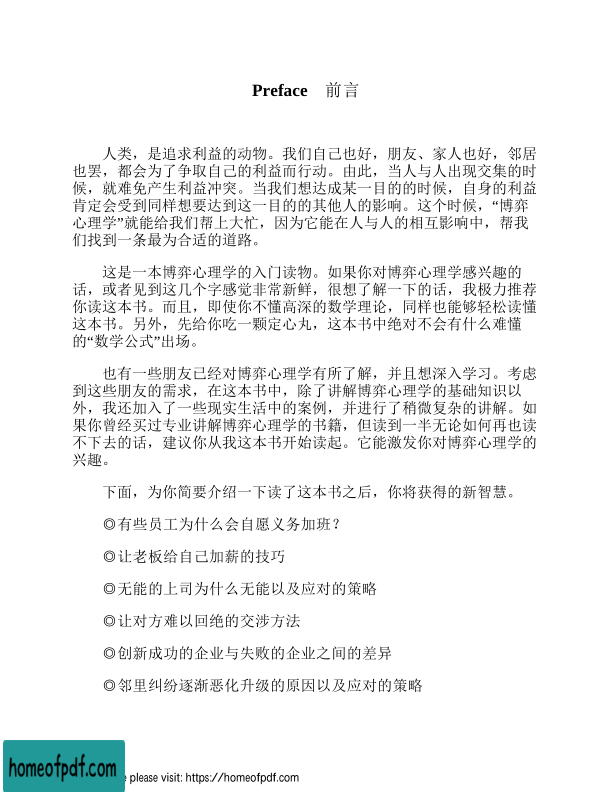 Preface 前言
人类，是追求利益的动物。我们自己也好，朋友、家人也好，邻居
也罢，都会为了争取自己的利益而行动。由此，当人与人出现交集的时
候，就难免产生利益冲突。当我们想达成某一目的的时候，自身的利益
肯定会受到同样想要达到这一目的的其他人的影响。这个时候，“博弈
心理学”就能给我们帮上大忙，因为它能在人与人的相互影响中，帮我
们找到一条最为合适的道路。
这是一本博弈心理学的入门读物。如果你对博弈心理学感兴趣的
话，或者见到这几个字感觉非常新鲜，很想了解一下的话，我极力推荐
你读这本书。而且，即使你不懂高深的数学理论，同样也能够轻松读懂
这本书。另外，先给你吃一颗定心丸，这本书中绝对不会有什么难懂
的“数学公式”出场。
也有一些朋友已经对博弈心理学有所了解，并且想深入学习。考虑
到这些朋友的需求，在这本书中，除了讲解博弈心理学的基础知识以
外，我还加入了一些现实生活中的案例，并进行了稍微复杂的讲解。如
果你曾经买过专业讲解博弈心理学的书籍，但读到一半无论如何再也读
不下去的话，建议你从我这本书开始读起。它能激发你对博弈心理学的
兴趣。
下面，为你简要介绍一下读了这本书之后，你将获得的新智慧。
◎有些员工为什么会自愿义务加班？
◎让老板给自己加薪的技巧
◎无能的上司为什么无能以及应对的策略
◎让对方难以回绝的交涉方法
◎创新成功的企业与失败的企业之间的差异
◎邻里纠纷逐渐恶化升级的原因以及应对的策略
homeofpdf.com
please visit: https://homeofpdf.com